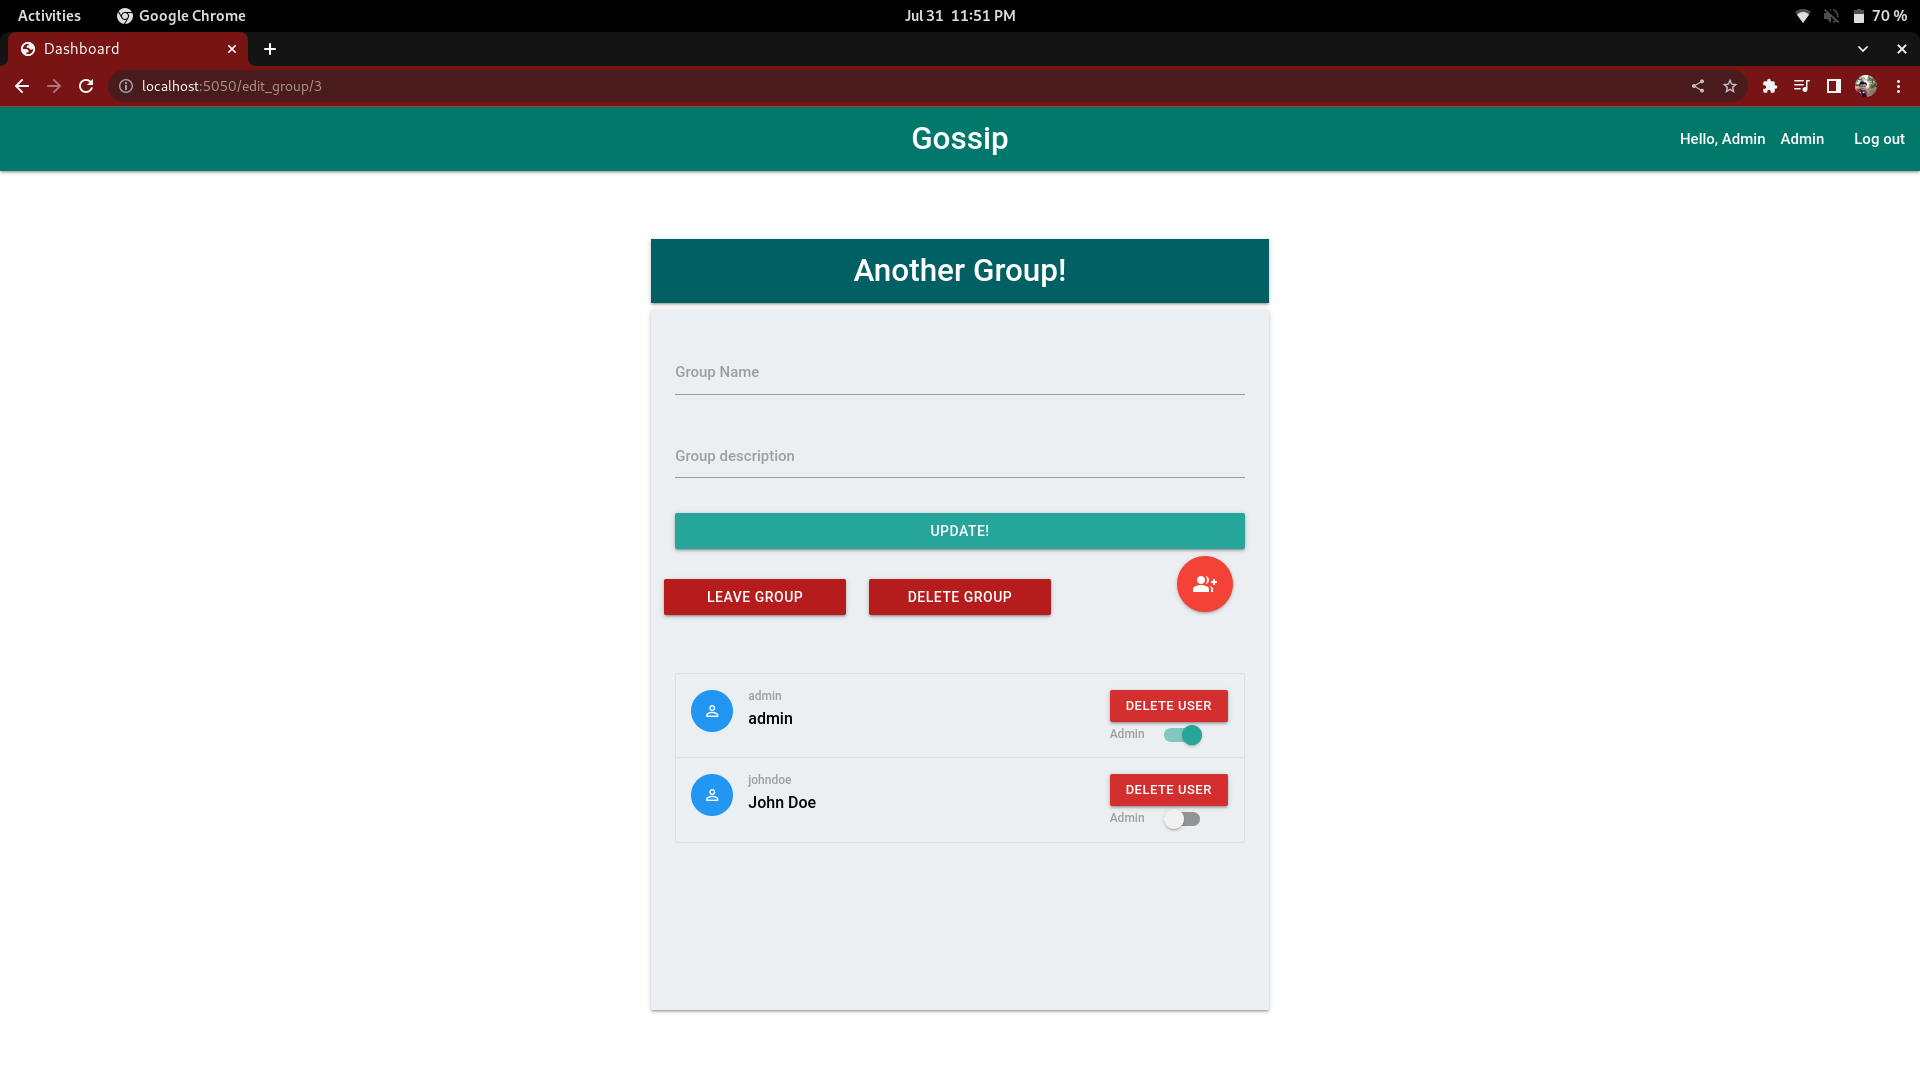 Activities Google Chrome Jul 31 11:51 PM 70 %
Dashboard
localhost:5050/edit_group/3
Gossip Hello, Admin Admin Log out
Another Group!
Group Name
Group description
UPDATE!
LEAVE GROUP DELETE GROUP
admin
admin
DELETE USER
Admin
johndoe
John Doe
DELETE USER
Admin